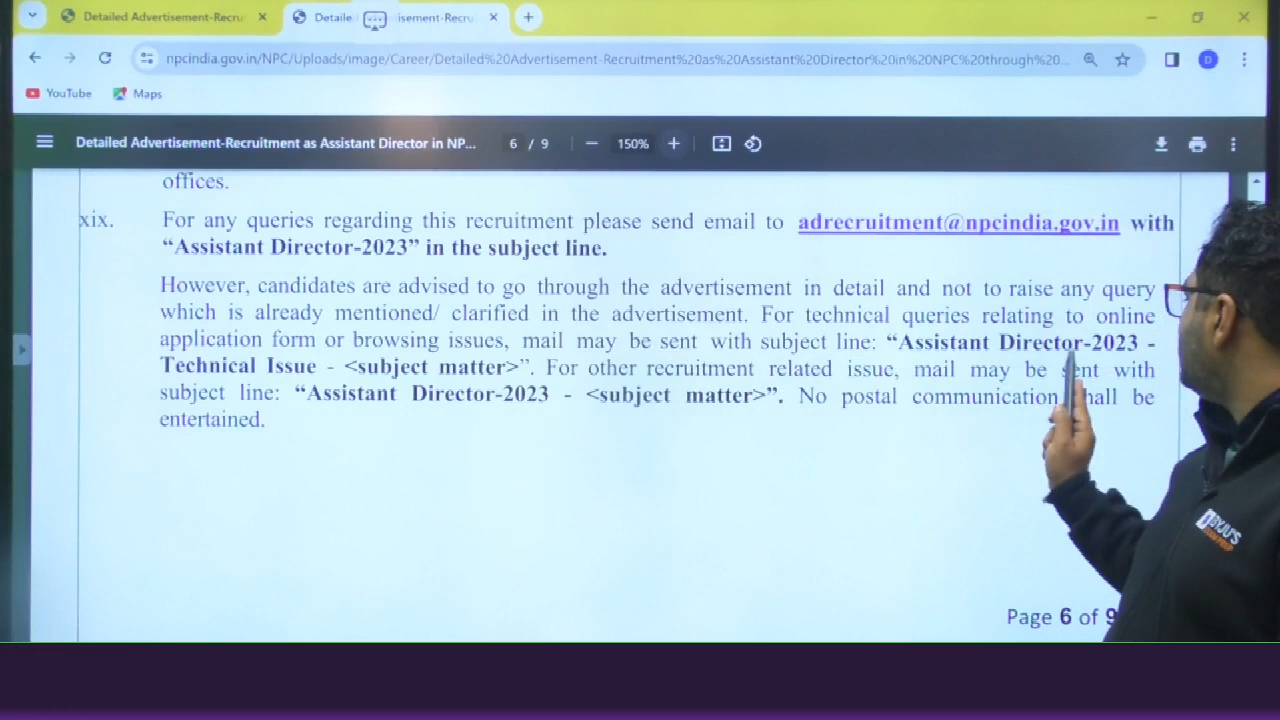 Detailed Advertisement-Recru
Detaile
isement-Recru
npcindia.gov.in/NPC/Uploads/image/Career/Detailed%20Advertisement-Recruitment%20as%20Assistant%20Director%20in%20NPC%20through%20...
D
YouTube
Maps
Detailed Advertisement-Recruitment as Assistant Director in NP...
6 / 9
150%
offices.
xix. For any queries regarding this recruitment please send email to adrecruitment@npcindia.gov.in with
“Assistant Director-2023” in the subject line.
However, candidates are advised to go through the advertisement in detail and not to raise any query
which is already mentioned/ clarified in the advertisement. For technical queries relating to online
application form or browsing issues, mail may be sent with subject line: “Assistant Director-2023 -
Technical Issue - <subject matter>”. For other recruitment related issue, mail may be sent with
subject line: “Assistant Director-2023 - <subject matter>”. No postal communication shall be
entertained.
BYJU'S
EXAM PREP
Page 6 of 9